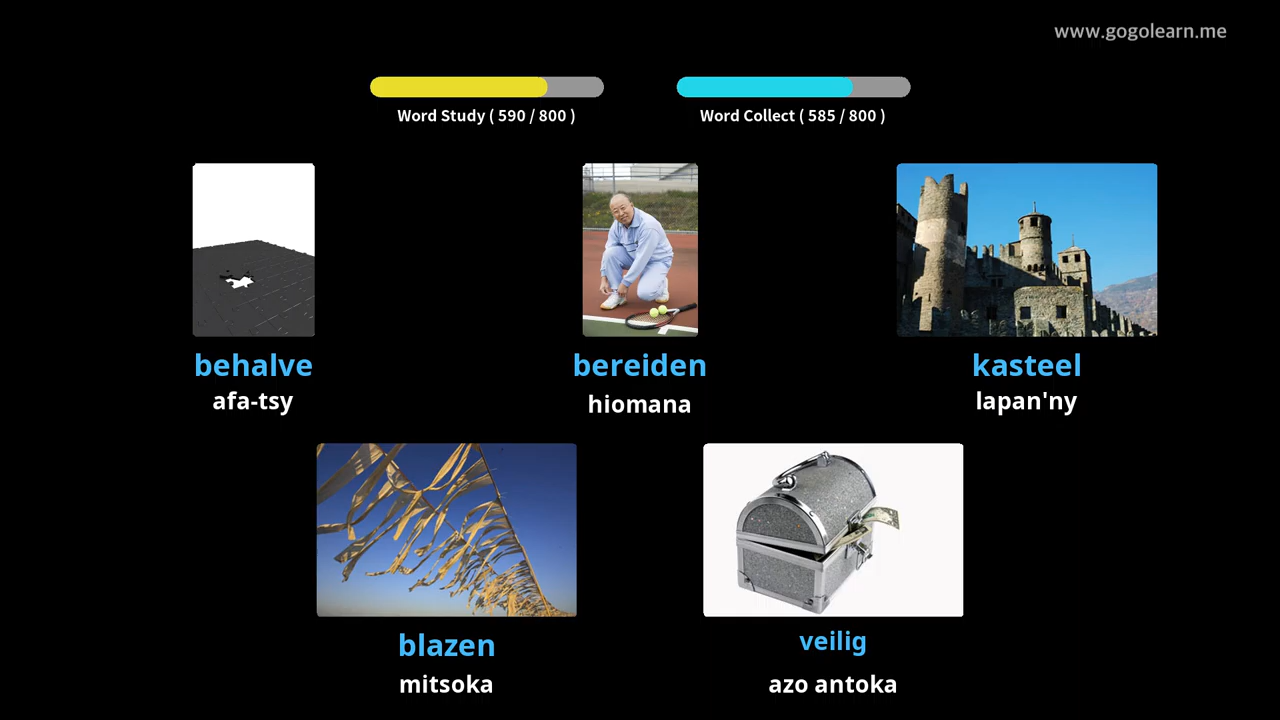 www.gogolearn.me
Word Study ( 590 / 800 )
Word Collect ( 585 / 800 )
behalve
afa-tsy
bereiden
hiomana
kasteel
lapan'ny
blazen
mitsoka
veilig
azo antoka